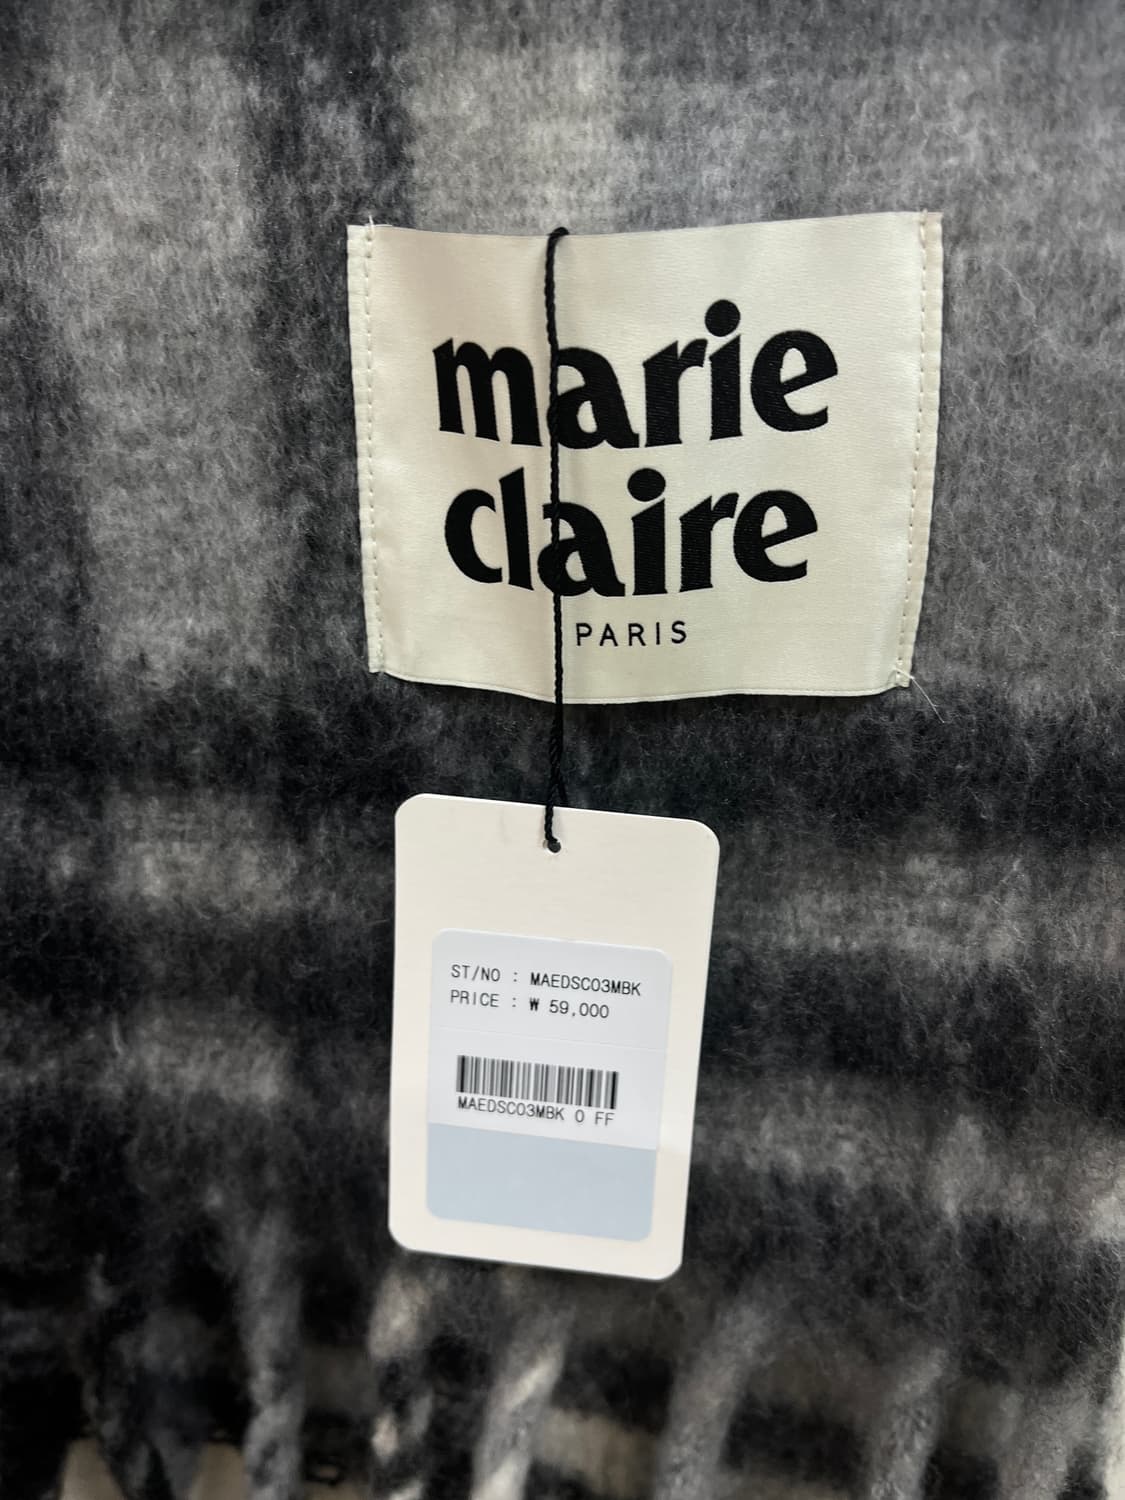 marie
claire
PARIS
ST/NO : MAEDSC03MBK
PRICE : ₩ 59,000
MAEDSC03MBK 0 FF